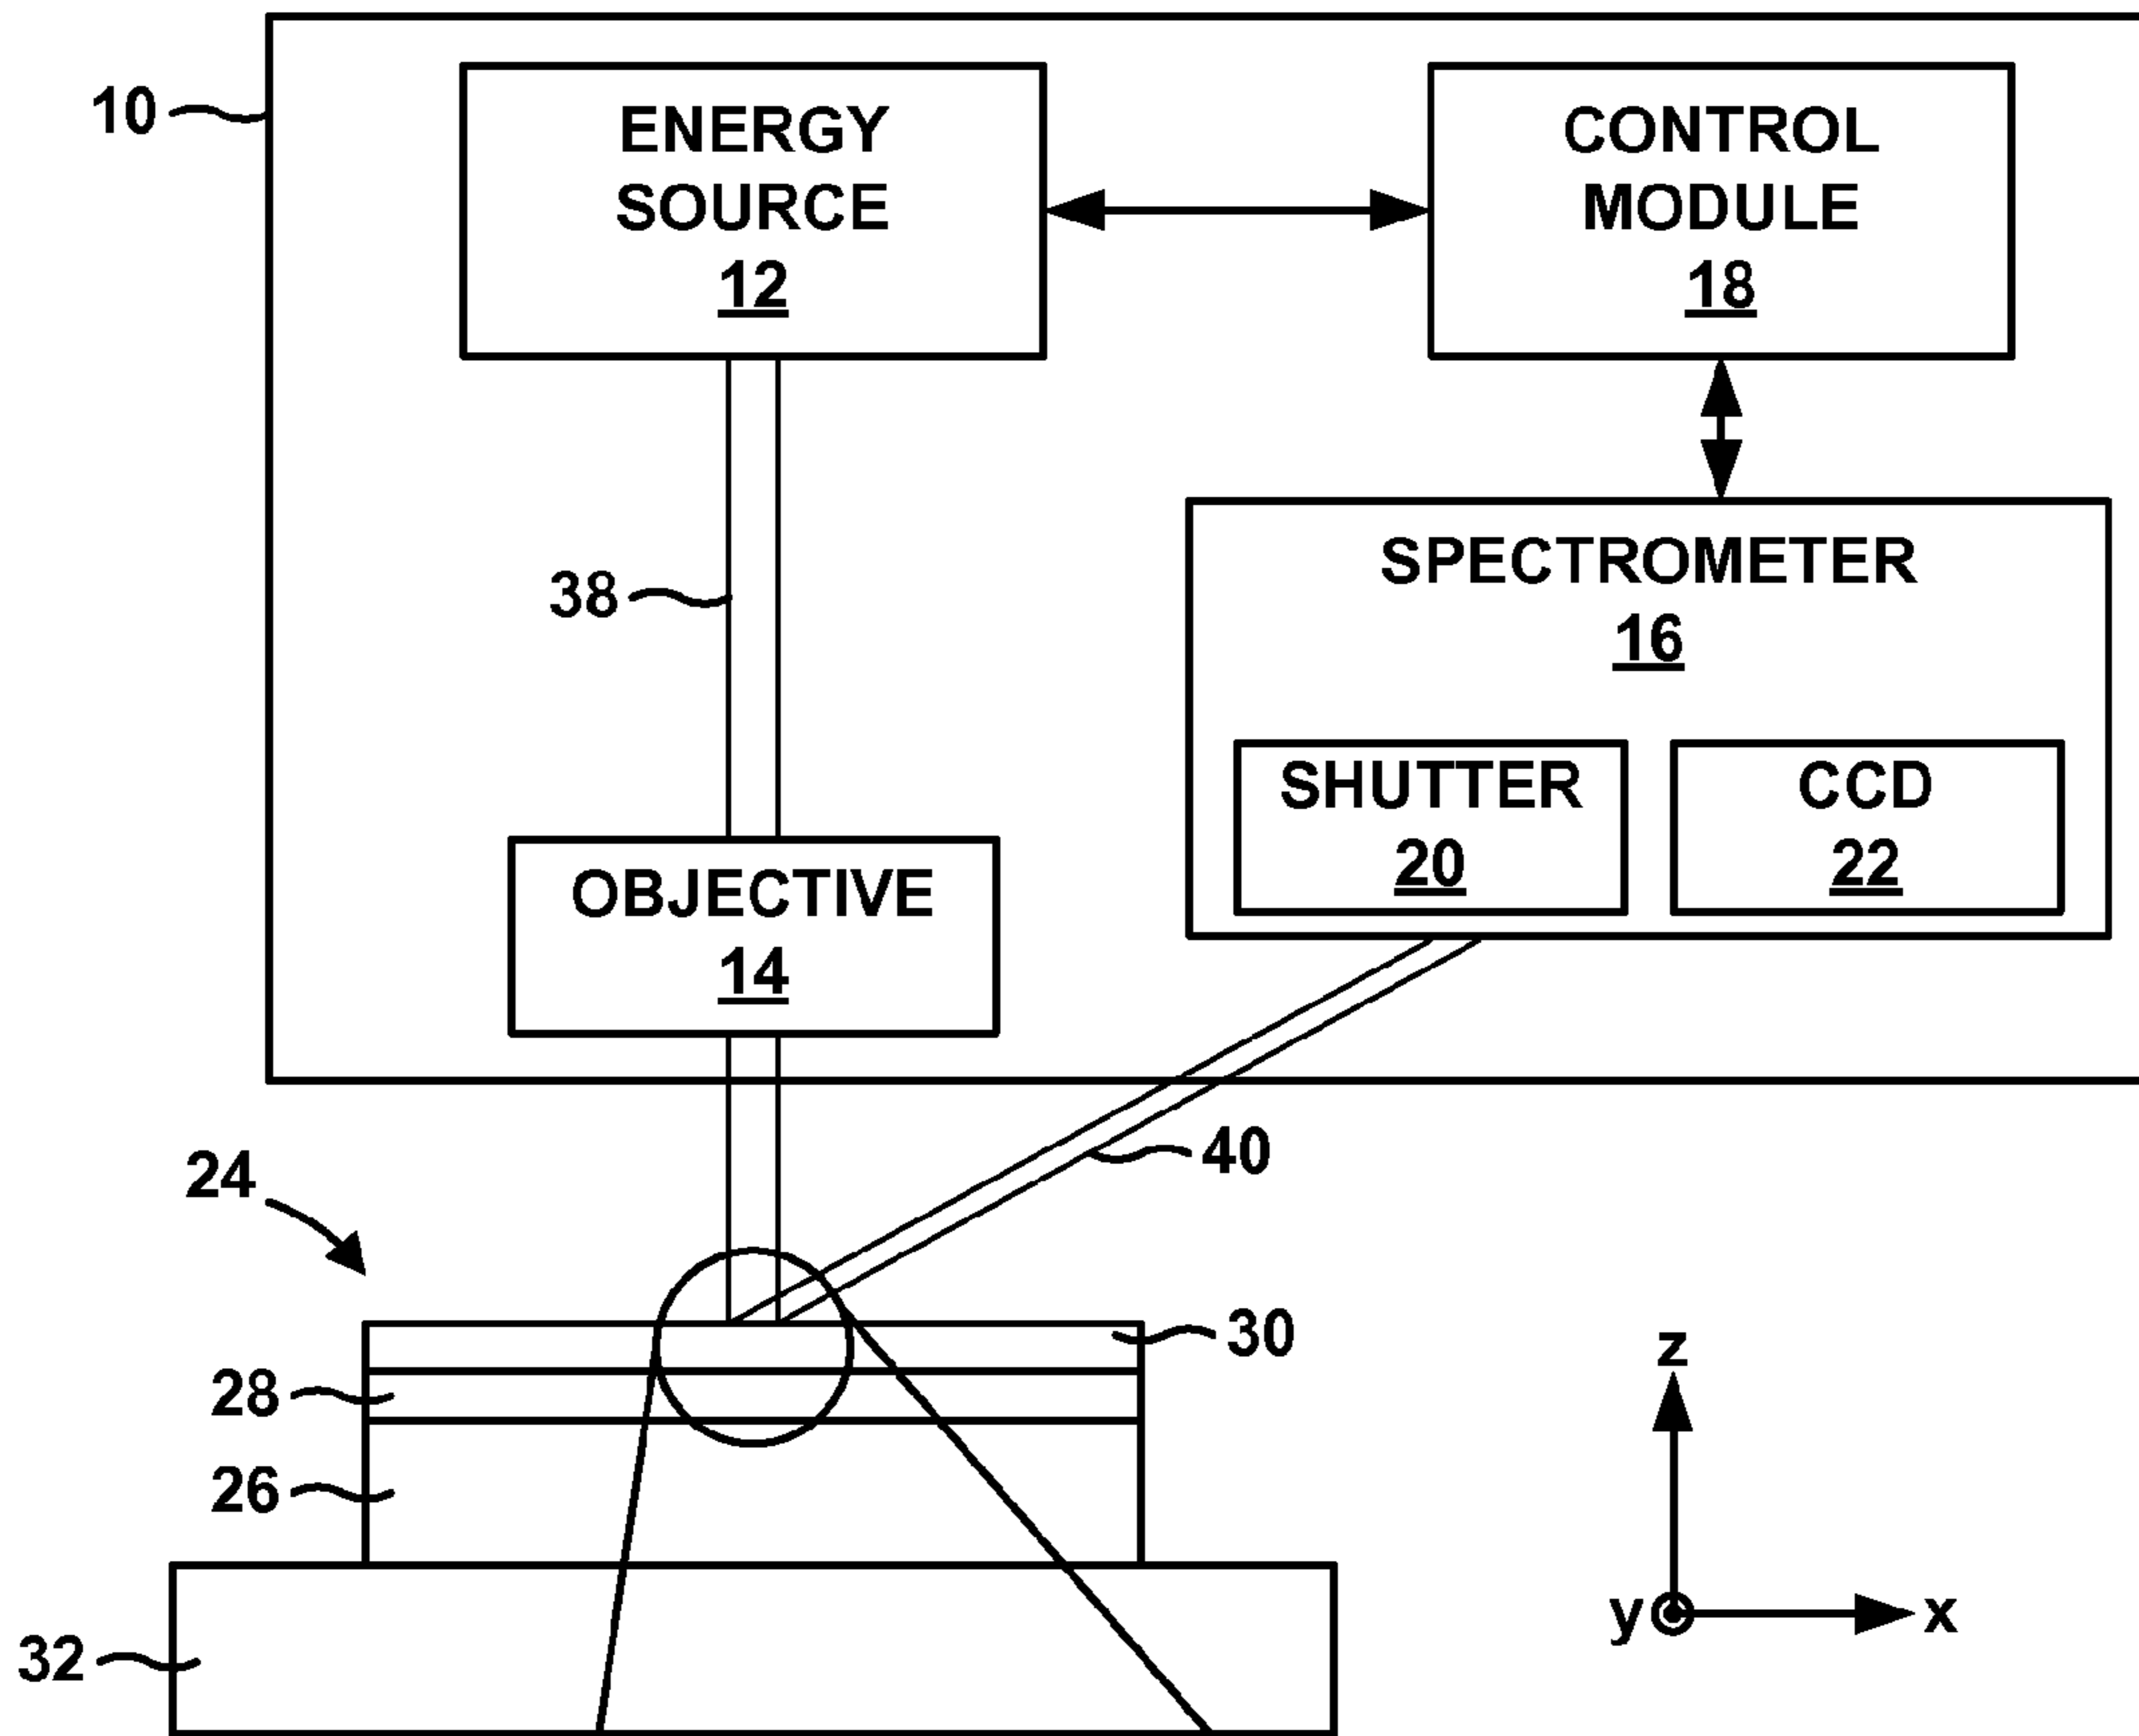 10
ENERGY
SOURCE
12
CONTROL
MODULE
18
38
SPECTROMETER
16
SHUTTER
20
CCD
22
OBJECTIVE
14
40
24
30
28
26
32
z
y
x